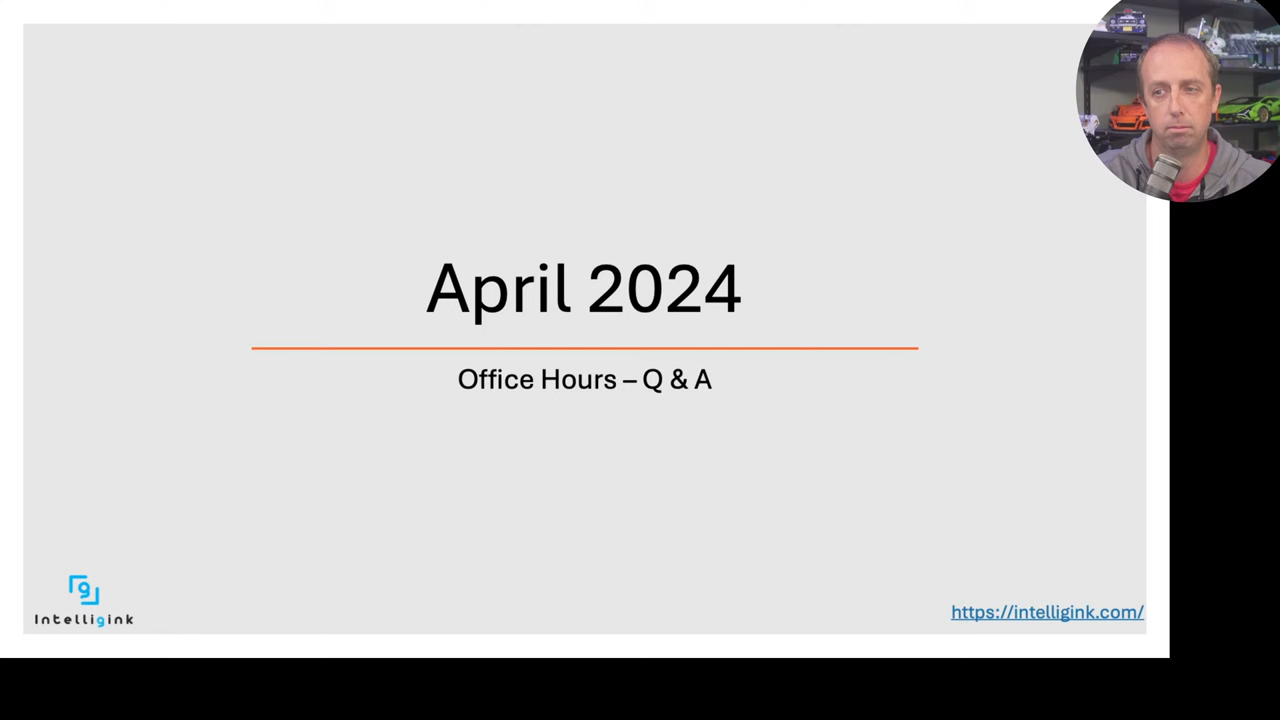 April 2024
Office Hours – Q & A
g
Intelligink
https://intelligink.com/